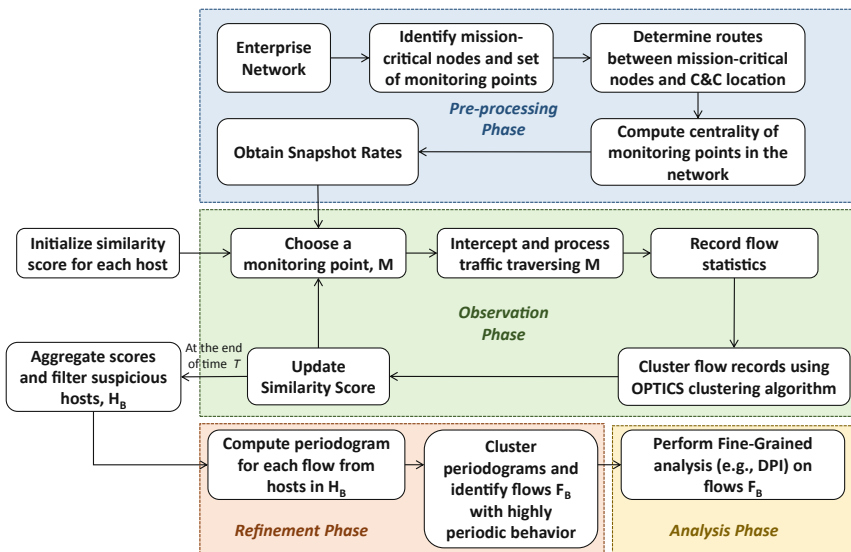 Enterprise
Network
Identify mission-
critical nodes and set
of monitoring points
Determine routes
between mission-critical
nodes and C&C location
Pre-processing
Phase
Obtain Snapshot Rates
Compute centrality of
monitoring points in the
network
Initialize similarity
score for each host
Choose a
monitoring point, M
Intercept and process
traffic traversing M
Record flow
statistics
Observation
Phase
Aggregate scores
and filter suspicious
hosts, H_B
At the end
of time T
Update
Similarity Score
Cluster flow records using
OPTICS clustering algorithm
Compute periodogram
for each flow from
hosts in H_B
Cluster
periodograms and
identify flows F_B
with highly
periodic behavior
Perform Fine-Grained
analysis (e.g., DPI) on
flows F_B
Refinement Phase
Analysis Phase